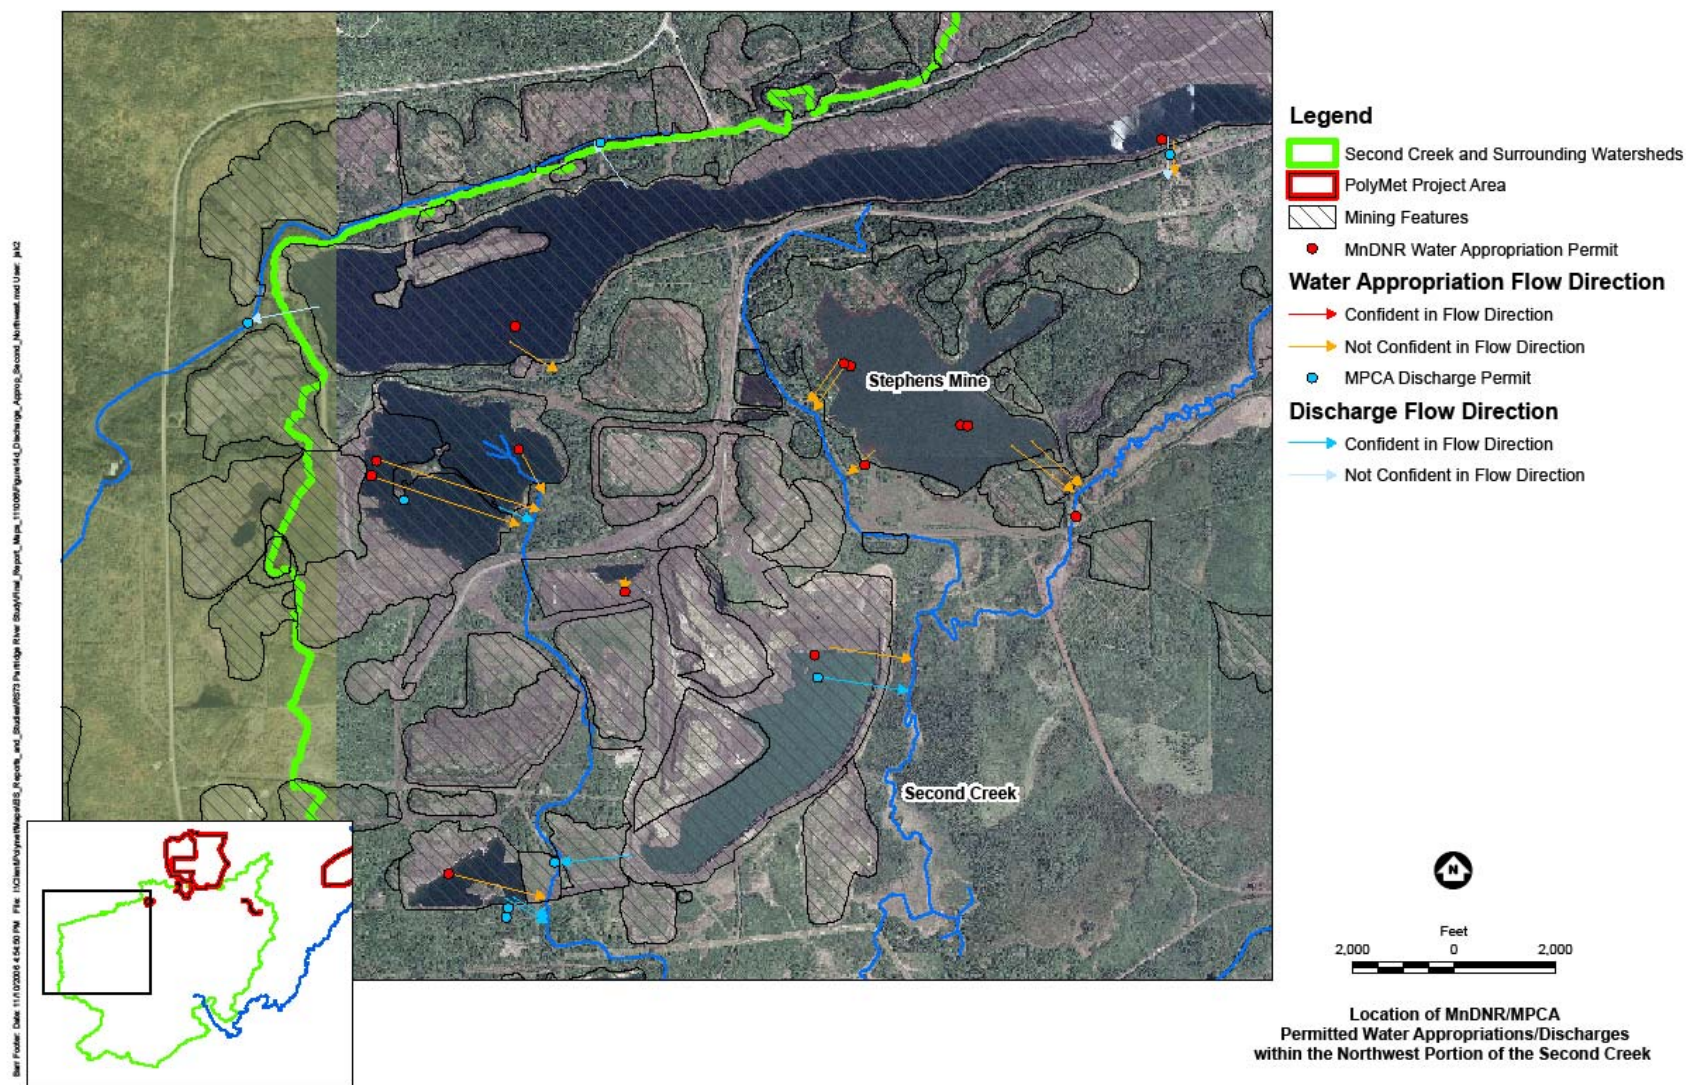 Legend
Second Creek and Surrounding Watersheds
PolyMet Project Area
Mining Features
MnDNR Water Appropriation Permit
Water Appropriation Flow Direction
Confident in Flow Direction
Not Confident in Flow Direction
MPCA Discharge Permit
Discharge Flow Direction
Confident in Flow Direction
Not Confident in Flow Direction
Stephens Mine
Second Creek
N
Feet
2,000 0 2,000
Location of MnDNR/MPCA
Permitted Water Appropriations/Discharges
within the Northwest Portion of the Second Creek